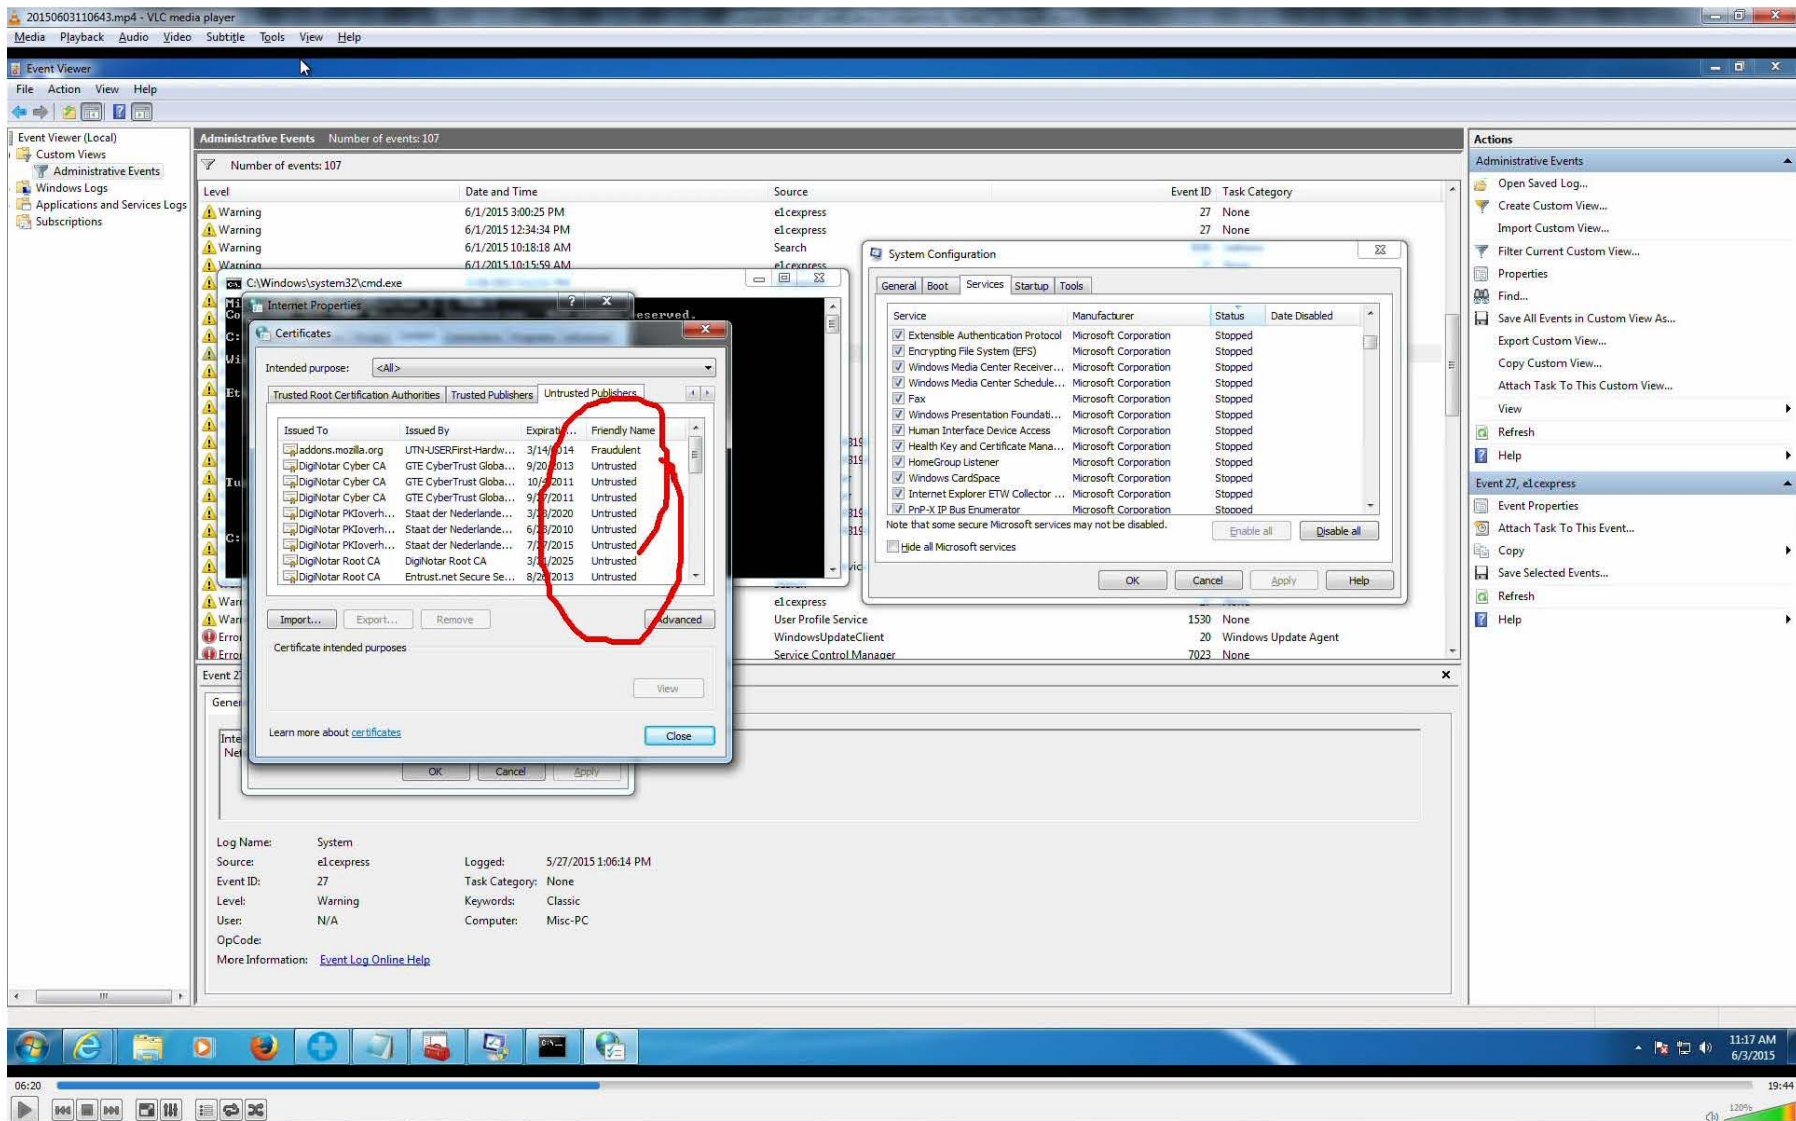 20150603110643.mp4 - VLC media player
Media Playback Audio Video Subtitle Tools View Help
Event Viewer
File Action View Help
Event Viewer (Local)
Custom Views
Administrative Events
Windows Logs
Applications and Services Logs
Subscriptions
Administrative Events Number of events: 107
Number of events: 107
Level Date and Time Source Event ID Task Category
Warning 6/1/2015 3:00:25 PM e1cexpress 27 None
Warning 6/1/2015 12:34:34 PM e1cexpress 27 None
Warning 6/1/2015 10:18:18 AM Search
Warning 6/1/2015 10:15:59 AM e1cexpress
C:\Windows\system32\cmd.exe
Internet Properties
Certificates
Intended purpose: <All>
Trusted Root Certification Authorities Trusted Publishers Untrusted Publishers
Issued To Issued By Expiratio... Friendly Name
addons.mozilla.org UTN-USERFirst-Hardw... 3/14/2014 Fraudulent
DigiNotar Cyber CA GTE CyberTrust Globa... 9/20/2013 Untrusted
DigiNotar Cyber CA GTE CyberTrust Globa... Untrusted
DigiNotar Cyber CA GTE CyberTrust Globa... Untrusted
DigiNotar PKIoverh... Staat der Nederlande... Untrusted
DigiNotar PKIoverh... Staat der Nederlande... Untrusted
DigiNotar PKIoverh... Staat der Nederlande... Untrusted
DigiNotar Root CA DigiNotar Root CA Untrusted
DigiNotar Root CA Entrust.net Secure Se... Untrusted
Import... Export... Remove Advanced
Certificate intended purposes
View
Learn more about certificates
Close
OK Cancel Apply
System Configuration
General Boot Services Startup Tools
Service Manufacturer Status Date Disabled
Extensible Authentication Protocol Microsoft Corporation Stopped
Encrypting File System (EFS) Microsoft Corporation Stopped
Windows Media Center Receiver... Microsoft Corporation Stopped
Windows Media Center Schedule... Microsoft Corporation Stopped
Fax Microsoft Corporation Stopped
Windows Presentation Foundati... Microsoft Corporation Stopped
Human Interface Device Access Microsoft Corporation Stopped
Health Key and Certificate Mana... Microsoft Corporation Stopped
HomeGroup Listener Microsoft Corporation Stopped
Windows CardSpace Microsoft Corporation Stopped
Internet Explorer ETW Collector ... Microsoft Corporation Stopped
PnP-X IP Bus Enumerator Microsoft Corporation Stopped
Note that some secure Microsoft services may not be disabled.
Enable all Disable all
Hide all Microsoft services
OK Cancel Apply Help
e1cexpress
User Profile Service 1530 None
WindowsUpdateClient 20 Windows Update Agent
Service Control Manager 7023 None
Log Name: System
Source: e1cexpress Logged: 5/27/2015 1:06:14 PM
Event ID: 27 Task Category: None
Level: Warning Keywords: Classic
User: N/A Computer: Misc-PC
OpCode:
More Information: Event Log Online Help
Actions
Administrative Events
Open Saved Log...
Create Custom View...
Import Custom View...
Filter Current Custom View...
Properties
Find...
Save All Events in Custom View As...
Export Custom View...
Copy Custom View...
Attach Task To This Custom View...
View
Refresh
Help
Event 27, e1cexpress
Event Properties
Attach Task To This Event...
Copy
Save Selected Events...
Refresh
Help
11:17 AM
6/3/2015
06:20 19:44
120%